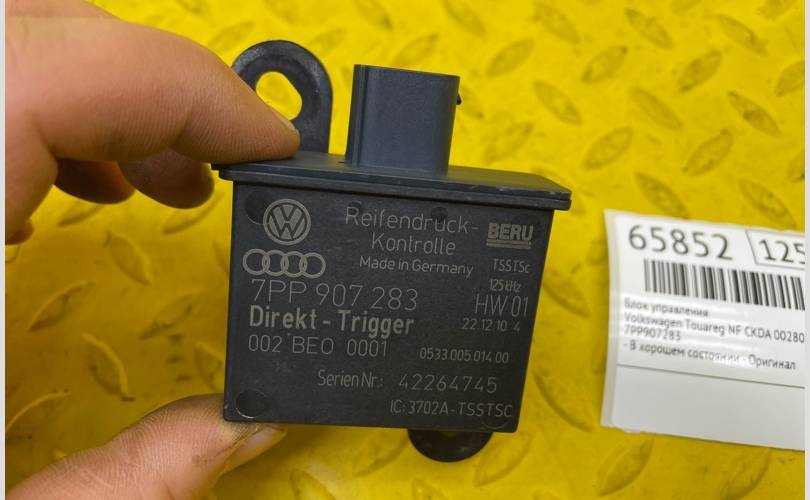 Reifendruck-
Kontrolle
BERU
Made in Germany
TSSTSc
125 kHz
7PP 907 283
HW 01
Direkt - Trigger
22.12.10 4
002 BEO 0001
0533.005.014.00
Serien Nr.: 42264745
IC: 3702A-TSSTSC
65852
125
Блок управления
Volkswagen Touareg NF CKDA 00280
7PP907283
- В хорошем состоянии - Оригинал